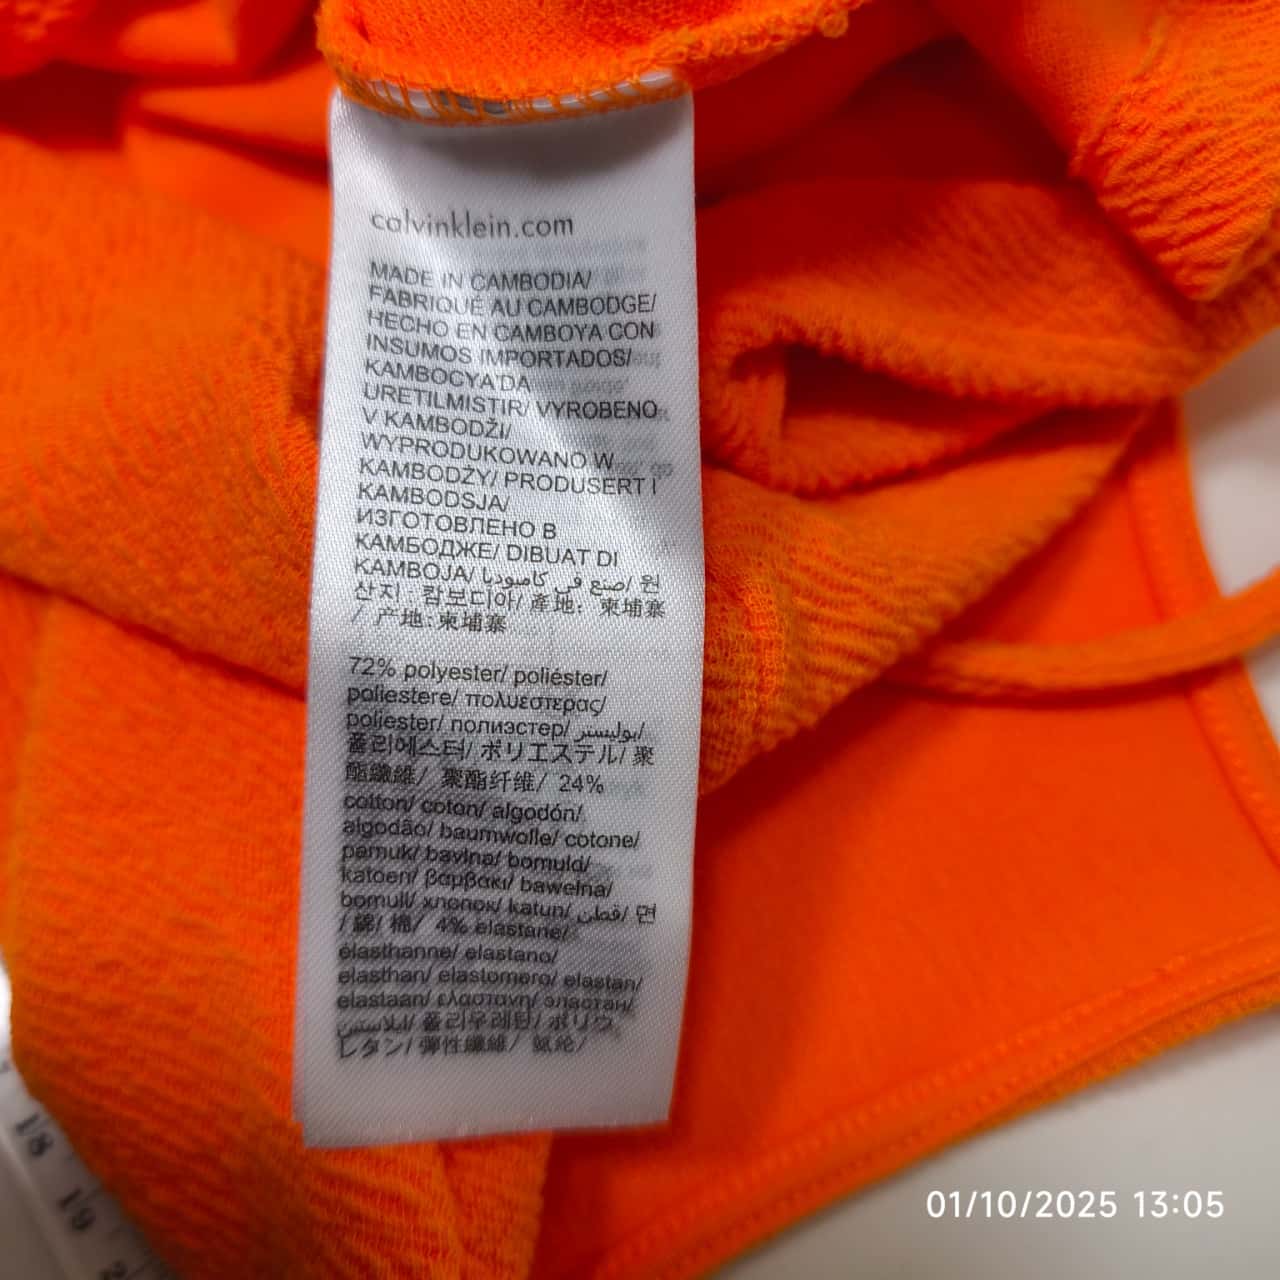 calvinklein.com
MADE IN CAMBODIA/
FABRIQUÉ AU CAMBODGE/
HECHO EN CAMBOYA CON
INSUMOS IMPORTADOS/
KAMBOCYA'DA
URETILMISTIR/ VYROBENO
V KAMBODŽI/
WYPRODUKOWANO W
KAMBODŻY/ PRODUSERT I
KAMBODSJA/
ИЗГОТОВЛЕНО В
КАМБОДЖЕ/ DIBUAT DI
KAMBOJA/ صنع في كامبوديا/ 원
산지: 캄보디아/ 產地: 柬埔寨
/ 产地:柬埔寨
72% polyester/ poliéster/
poliestere/ πολυεστερας/
poliester/ полиэстер/ بوليستر/
폴리에스터/ ポリエステル/ 聚
酯纖維/ 聚酯纤维/ 24%
cotton/ coton/ algodón/
algodão/ baumwolle/ cotone/
pamuk/ bavlna/ bomuld/
katoen/ βαμβακι/ bawełna/
bomull/ хлопок/ katun/ قطن/ 면
/ 綿/ 棉/ 4% elastane/
élasthanne/ elastano/
elasthan/ elastomero/ elastan/
elastaan/ ελαστανη/ эластан/
ايلاستين/ 폴리우레탄/ ポリウ
レタン/ 彈性纖維/ 氨纶/
18
19
2
01/10/2025 13:05